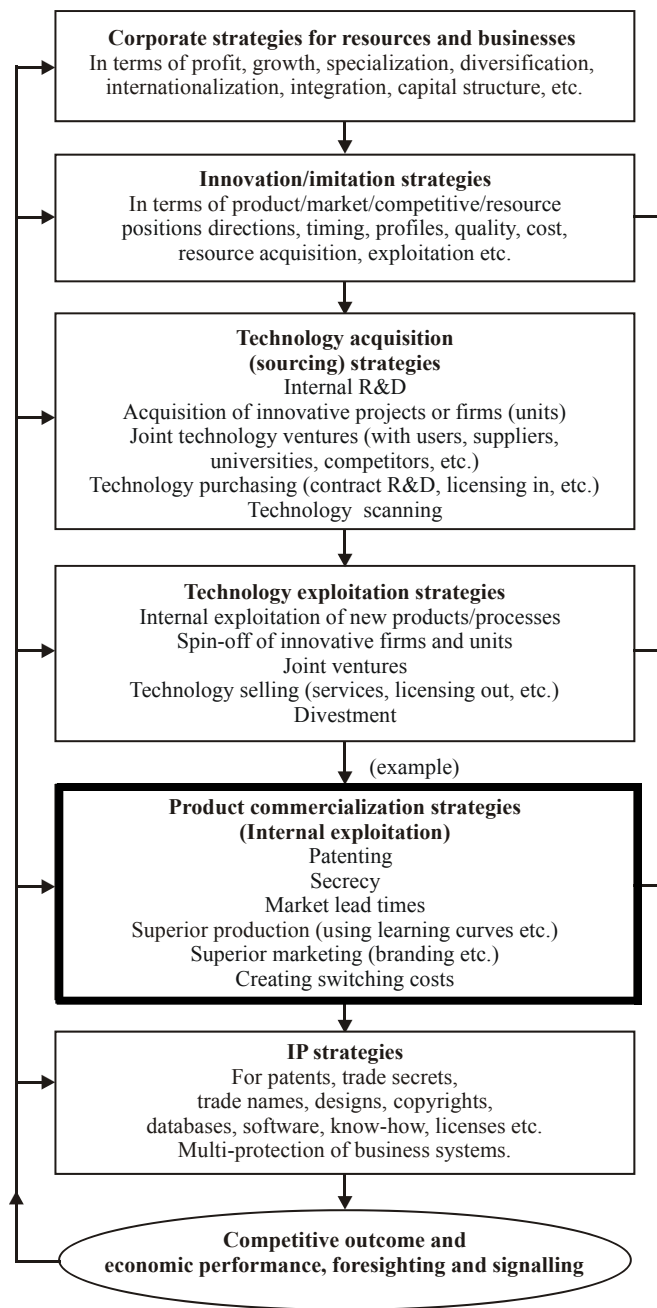 Corporate strategies for resources and businesses
In terms of profit, growth, specialization, diversification,
internationalization, integration, capital structure, etc.
Innovation/imitation strategies
In terms of product/market/competitive/resource
positions directions, timing, profiles, quality, cost,
resource acquisition, exploitation etc.
Technology acquisition
(sourcing) strategies
Internal R&D
Acquisition of innovative projects or firms (units)
Joint technology ventures (with users, suppliers,
universities, competitors, etc.)
Technology purchasing (contract R&D, licensing in, etc.)
Technology scanning
Technology exploitation strategies
Internal exploitation of new products/processes
Spin-off of innovative firms and units
Joint ventures
Technology selling (services, licensing out, etc.)
Divestment
(example)
Product commercialization strategies
(Internal exploitation)
Patenting
Secrecy
Market lead times
Superior production (using learning curves etc.)
Superior marketing (branding etc.)
Creating switching costs
IP strategies
For patents, trade secrets,
trade names, designs, copyrights,
databases, software, know-how, licenses etc.
Multi-protection of business systems.
Competitive outcome and
economic performance, foresighting and signalling